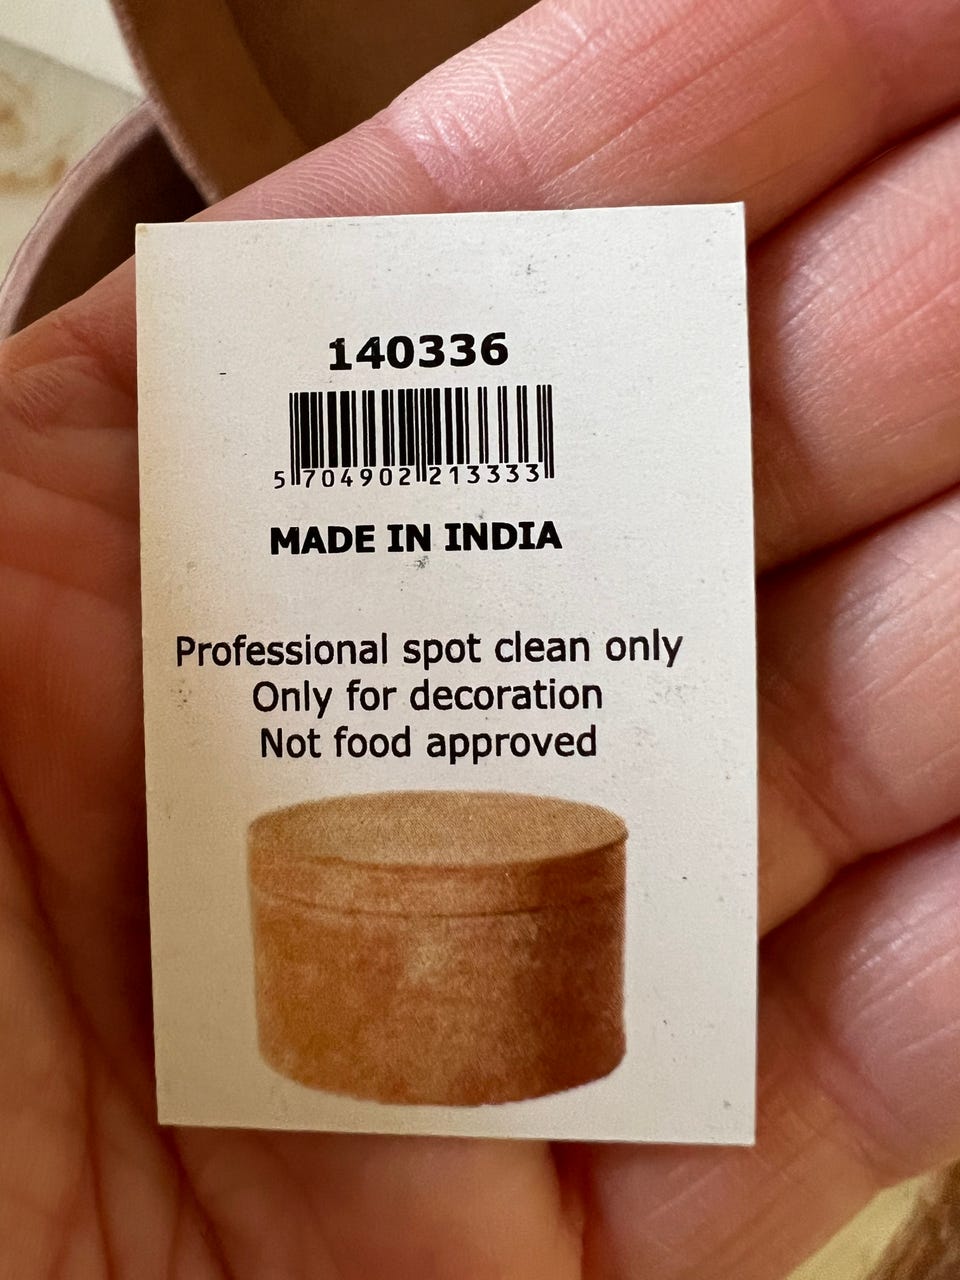 140336
5 704902 213333
MADE IN INDIA
Professional spot clean only
Only for decoration
Not food approved